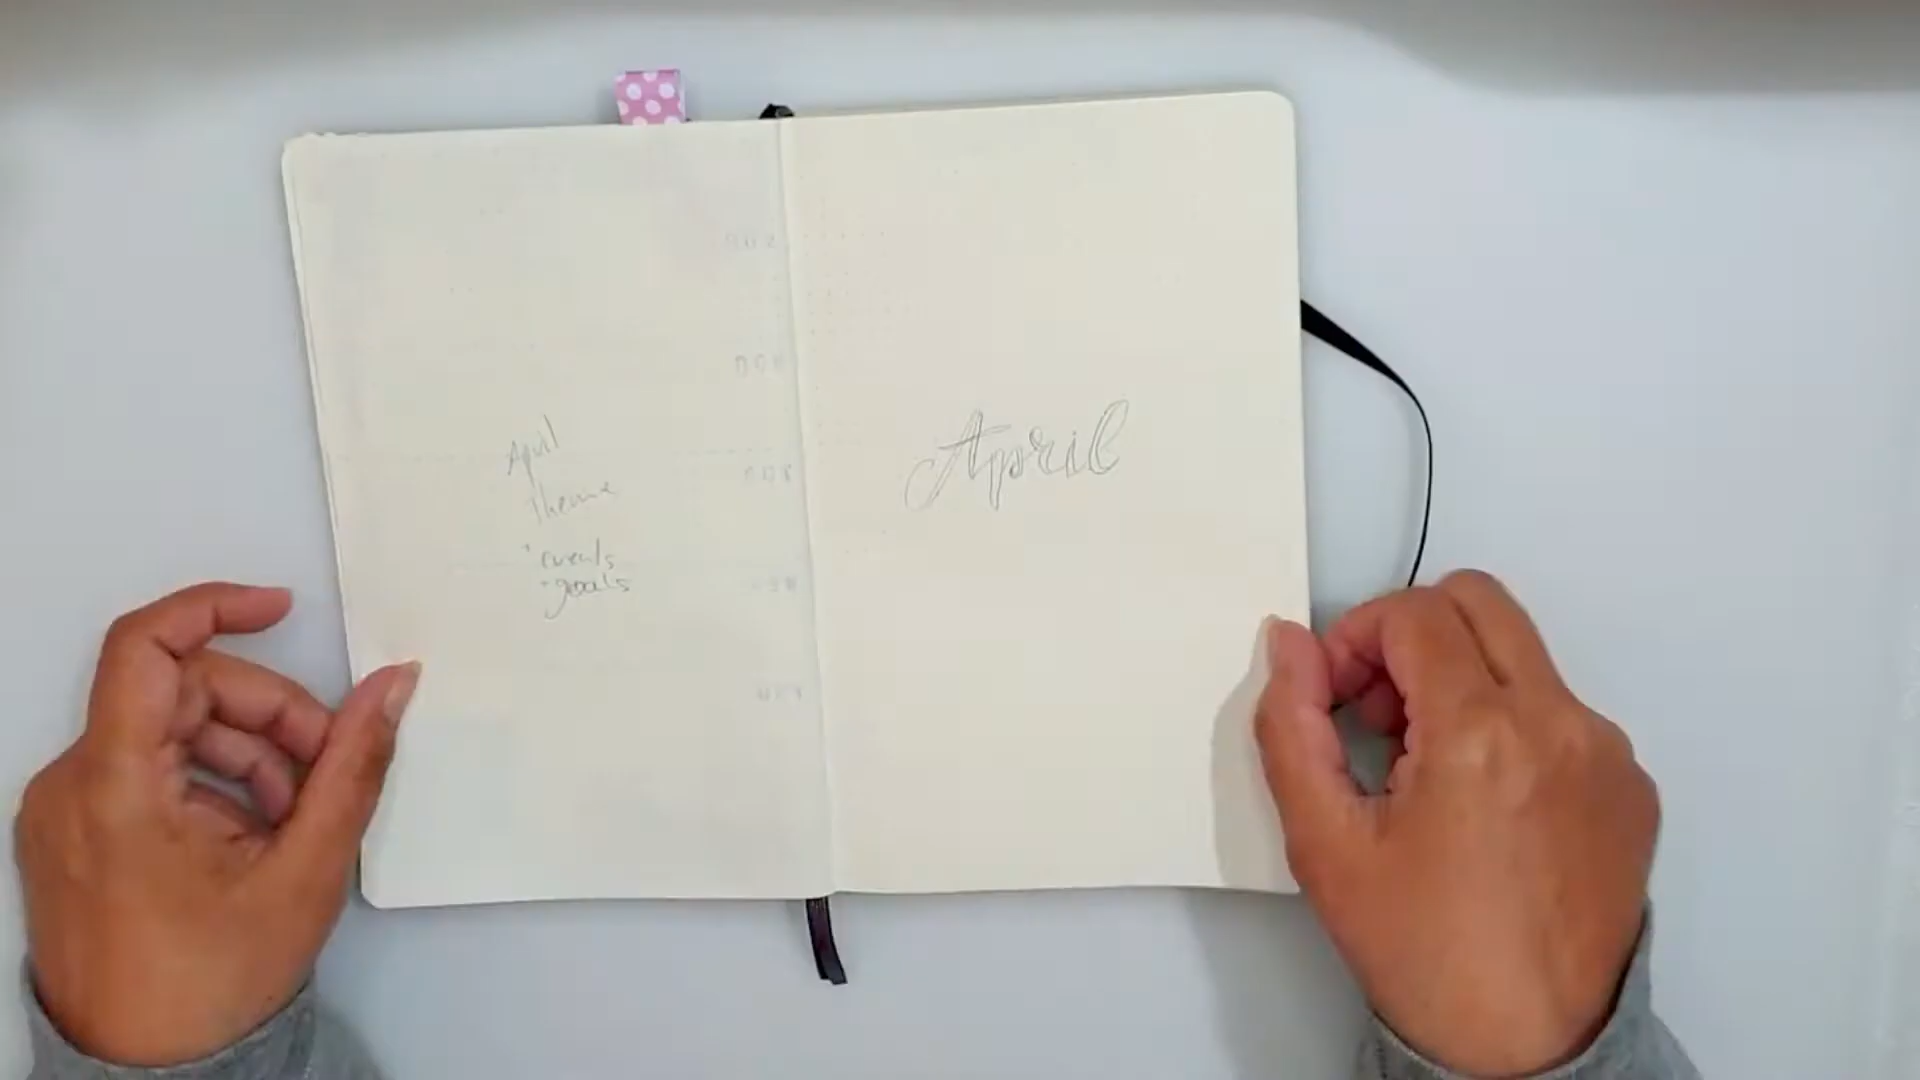 April
Theme
• events
• goals
April